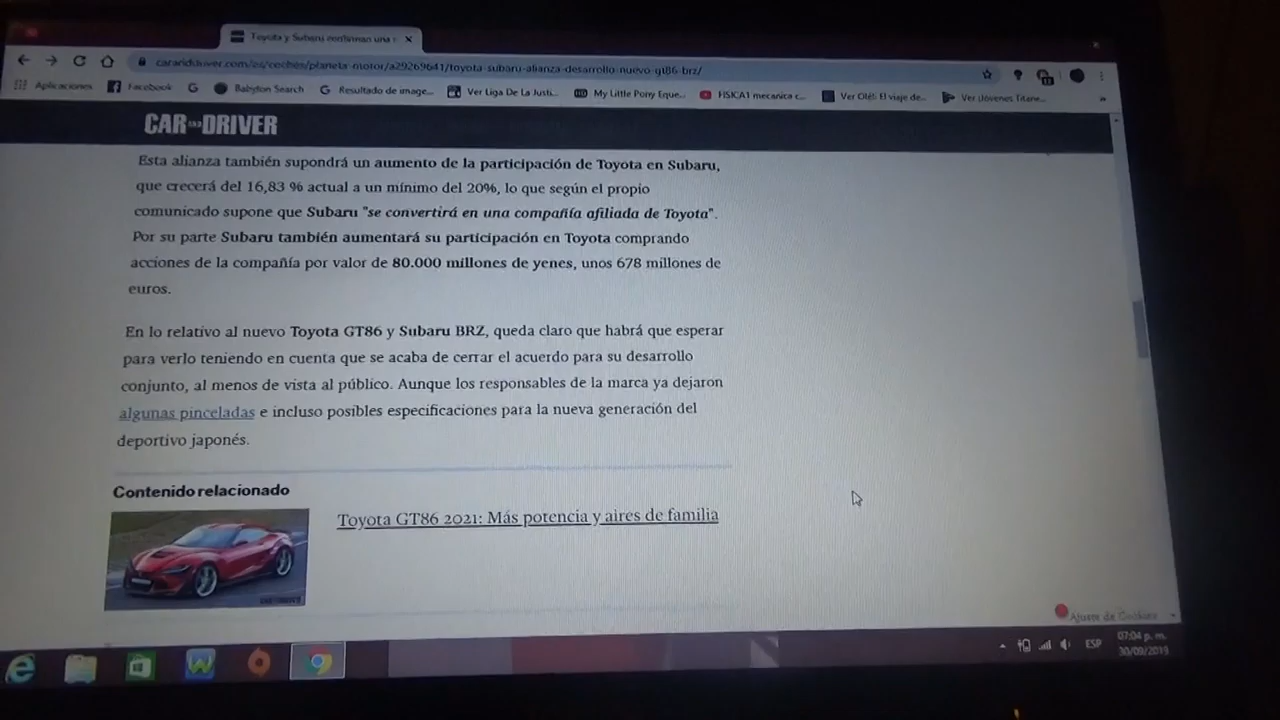 Toyota y Subaru confirman una
caranddriver.com/es/coches/planeta-motor/a29269641/toyota-subaru-alianza-desarrollo-nuevo-gt86-brz/
Aplicaciones Facebook Babylon Search Resultado de image... Ver Liga De La Justi... My Little Pony Eque... FISICA1 mecanica c... Ver Olé!: El viaje de... Ver Jóvenes Titene...
CAR AND DRIVER
Esta alianza también supondrá un aumento de la participación de Toyota en Subaru,
que crecerá del 16,83 % actual a un mínimo del 20%, lo que según el propio
comunicado supone que Subaru "se convertirá en una compañía afiliada de Toyota".
Por su parte Subaru también aumentará su participación en Toyota comprando
acciones de la compañía por valor de 80.000 millones de yenes, unos 678 millones de
euros.
En lo relativo al nuevo Toyota GT86 y Subaru BRZ, queda claro que habrá que esperar
para verlo teniendo en cuenta que se acaba de cerrar el acuerdo para su desarrollo
conjunto, al menos de vista al público. Aunque los responsables de la marca ya dejaron
algunas pinceladas e incluso posibles especificaciones para la nueva generación del
deportivo japonés.
Contenido relacionado
Toyota GT86 2021: Más potencia y aires de familia
CAR AND DRIVER
Ajuste de Cookies
ESP
07:04 p. m.
30/09/2019